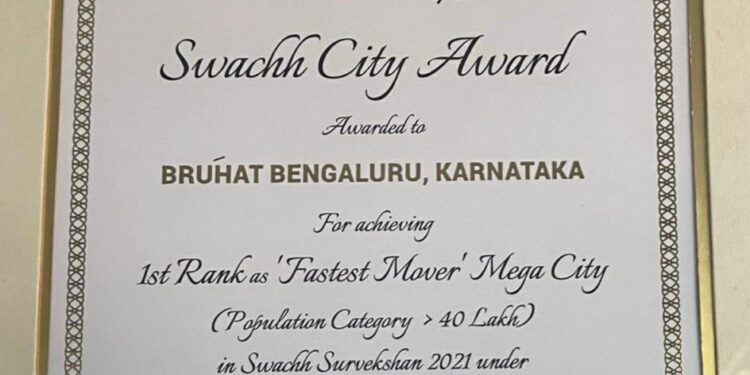 Swachh City Award
Awarded to
BRUHAT BENGALURU, KARNATAKA
For achieving
1st Rank as 'Fastest Mover' Mega City
(Population Category > 40 Lakh)
in Swachh Survekshan 2021 under